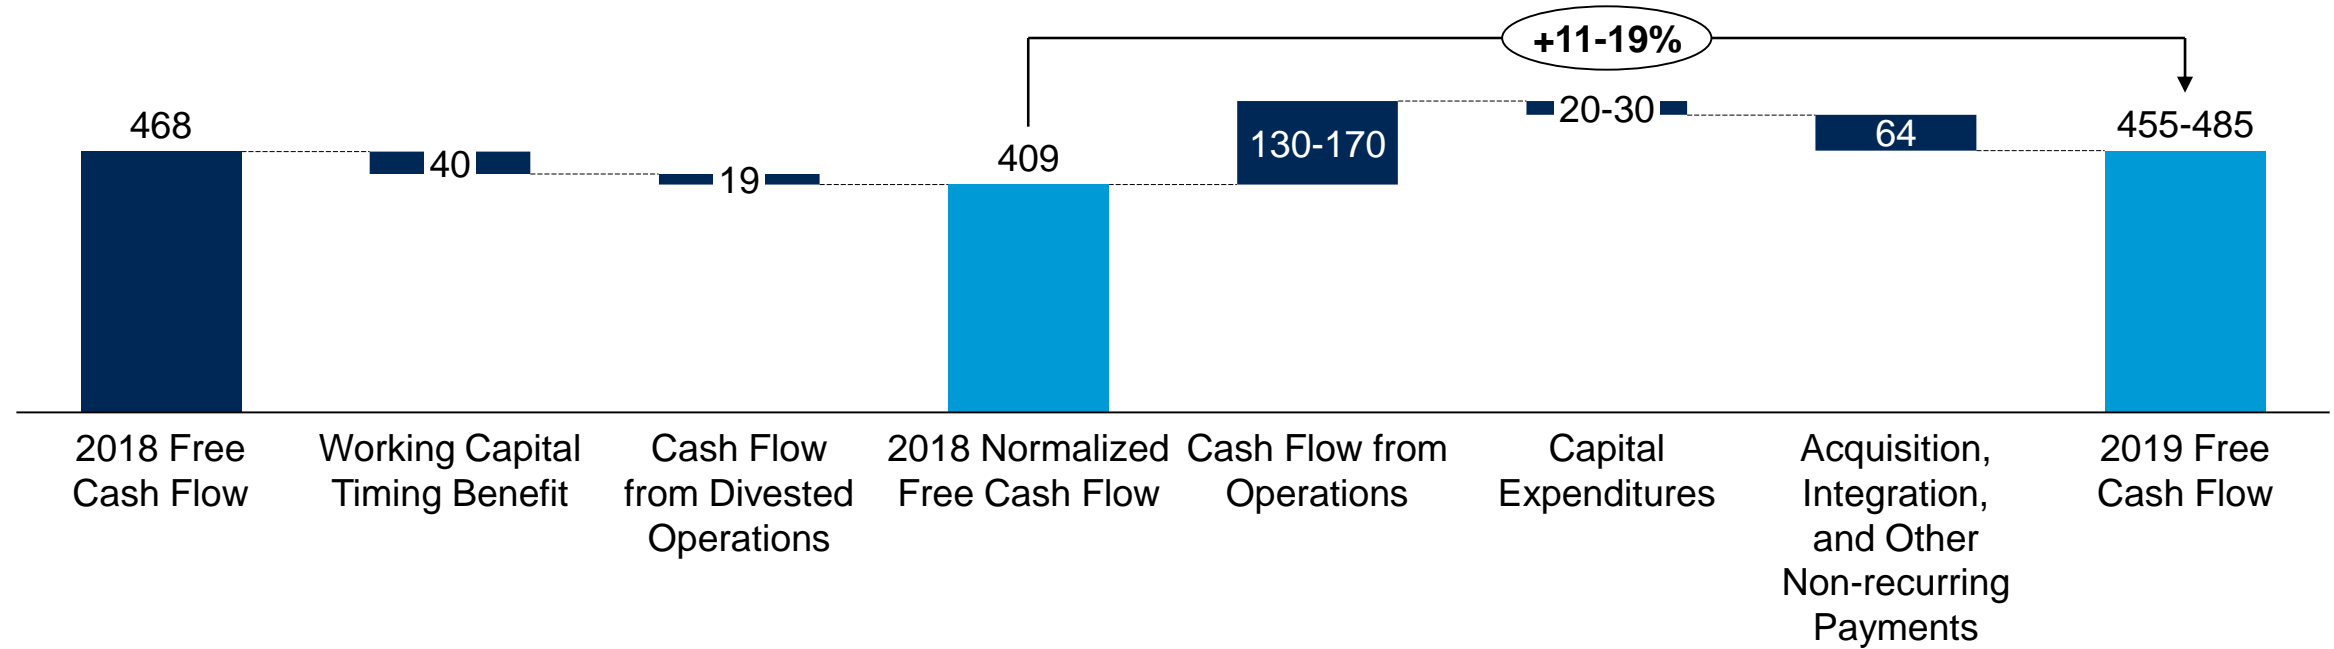 +11-19%
468
40
19
409
130-170
20-30
64
455-485
2018 Free
Cash Flow
Working Capital
Timing Benefit
Cash Flow
from Divested
Operations
2018 Normalized
Free Cash Flow
Cash Flow from
Operations
Capital
Expenditures
Acquisition,
Integration,
and Other
Non-recurring
Payments
2019 Free
Cash Flow